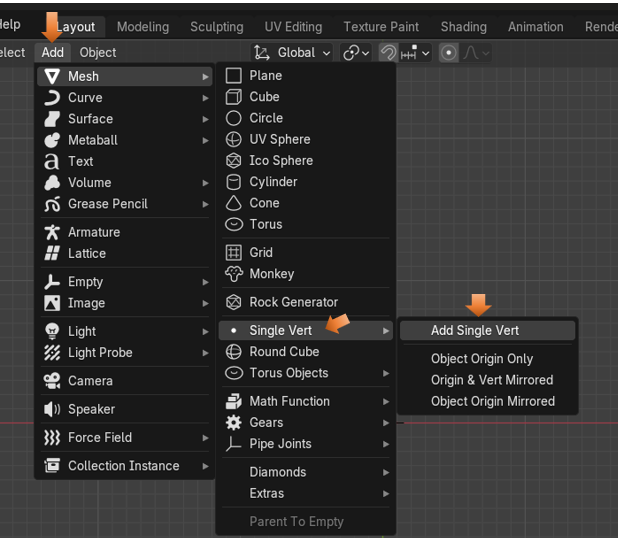 Help Layout Modeling Sculpting UV Editing Texture Paint Shading Animation Rende
elect Add Object Global
Mesh
Curve
Surface
Metaball
Text
Volume
Grease Pencil
Armature
Lattice
Empty
Image
Light
Light Probe
Camera
Speaker
Force Field
Collection Instance
Plane
Cube
Circle
UV Sphere
Ico Sphere
Cylinder
Cone
Torus
Grid
Monkey
Rock Generator
Single Vert
Round Cube
Torus Objects
Math Function
Gears
Pipe Joints
Diamonds
Extras
Parent To Empty
Add Single Vert
Object Origin Only
Origin & Vert Mirrored
Object Origin Mirrored